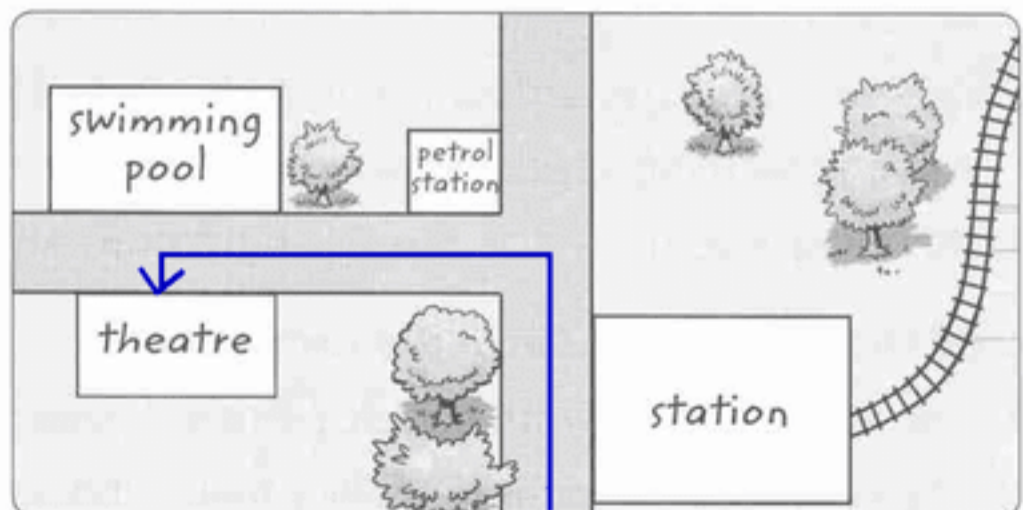 swimming
pool
petrol
station
theatre
station